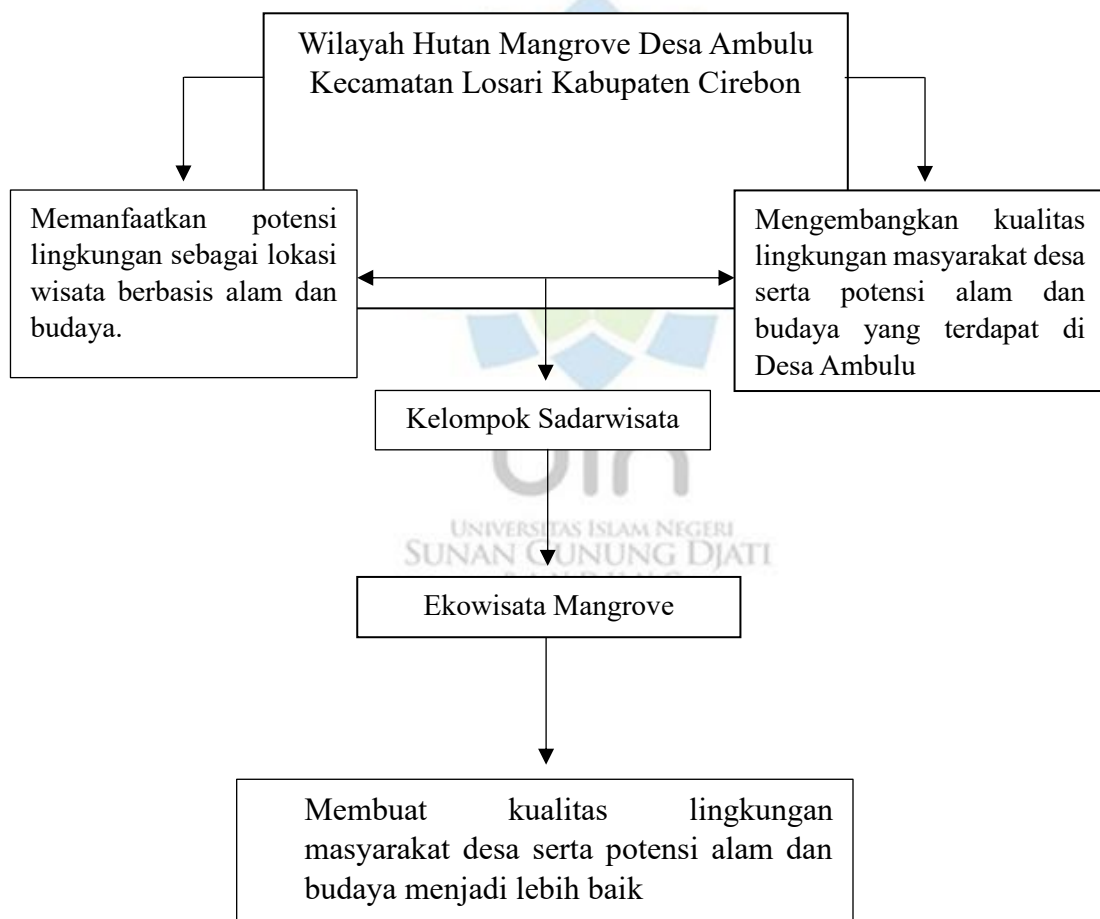 Wilayah Hutan Mangrove Desa Ambulu
Kecamatan Losari Kabupaten Cirebon
Memanfaatkan potensi
lingkungan sebagai lokasi
wisata berbasis alam dan
budaya.
Mengembangkan kualitas
lingkungan masyarakat desa
serta potensi alam dan
budaya yang terdapat di
Desa Ambulu
Kelompok Sadarwisata
uin
UNIVERSITAS ISLAM NEGERI
SUNAN GUNUNG DJATI
Ekowisata Mangrove
Membuat kualitas lingkungan
masyarakat desa serta potensi alam dan
budaya menjadi lebih baik